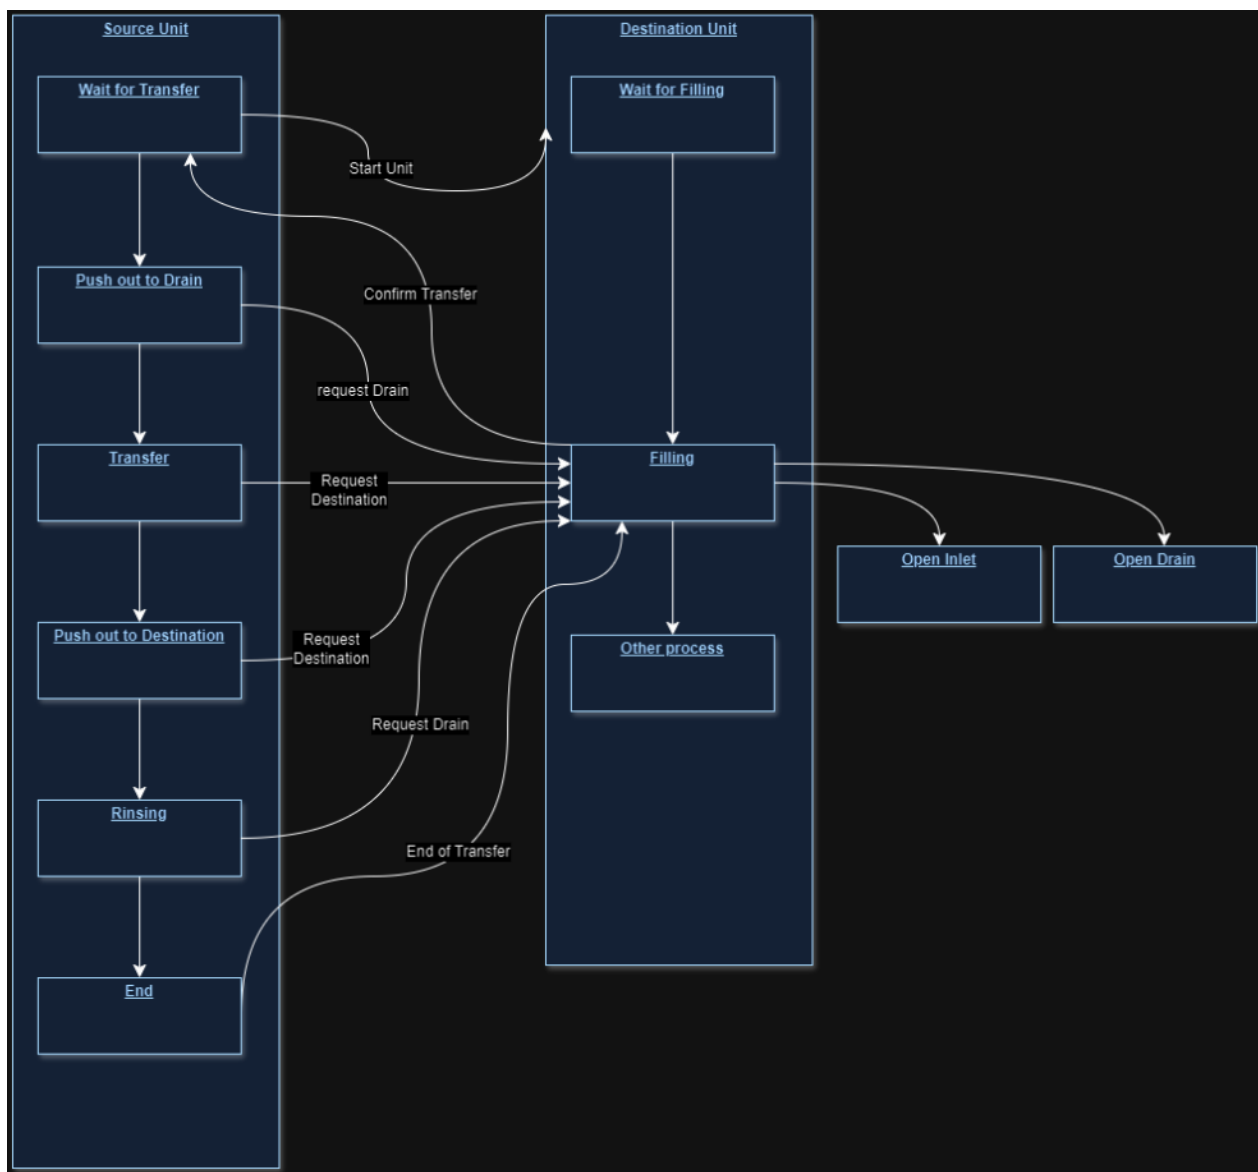 Source Unit
Destination Unit
Wait for Transfer
Wait for Filling
Start Unit
Push out to Drain
Confirm Transfer
request Drain
Transfer
Filling
Request
Destination
Open Inlet
Open Drain
Push out to Destination
Request
Destination
Other process
Request Drain
Rinsing
End of Transfer
End